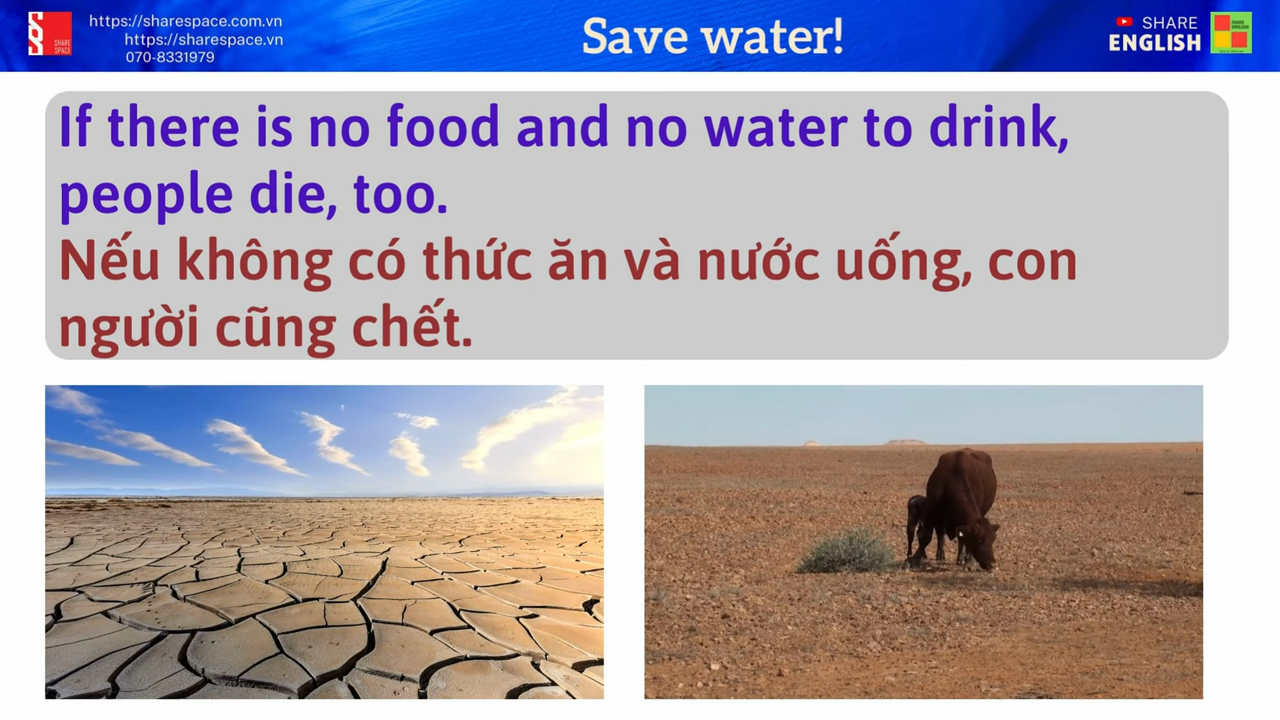 https://sharespace.com.vn
https://sharespace.vn
070-8331979
SHARE
SPACE
Save water!
SHARE
ENGLISH
If there is no food and no water to drink,
people die, too.
Nếu không có thức ăn và nước uống, con
người cũng chết.